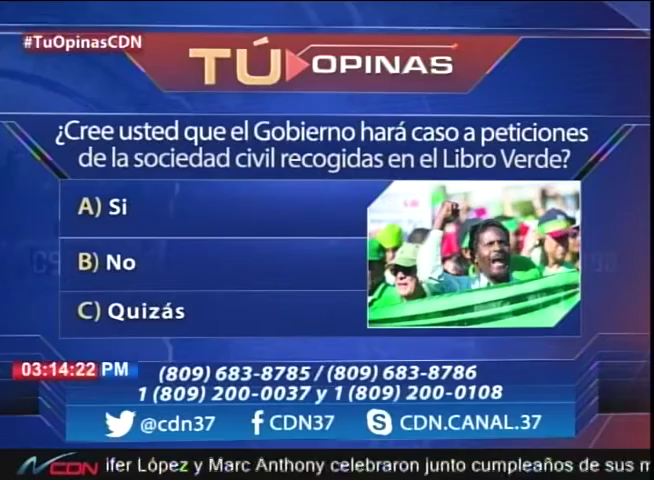 #TuOpinasCDN
TÚ OPINAS
¿Cree usted que el Gobierno hará caso a peticiones
de la sociedad civil recogidas en el Libro Verde?
A) Si
B) No
C) Quizás
03:14:22 PM
(809) 683-8785 / (809) 683-8786
1 (809) 200-0037 y 1 (809) 200-0108
@cdn37 CDN37 CDN.CANAL.37
CDN ifer López y Marc Anthony celebraron junto cumpleaños de sus m